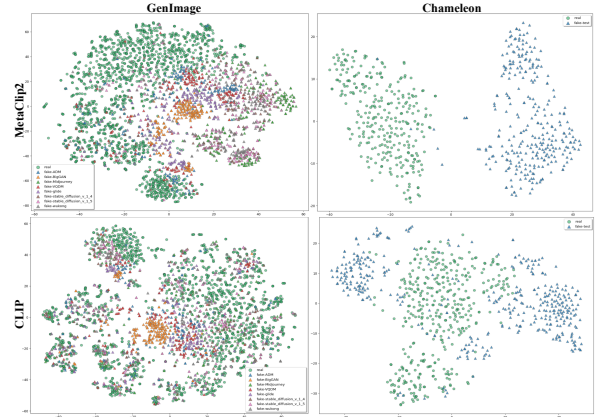 GenImage
Chameleon
MetaClip2
real
fake-ADM
fake-BigGAN
fake-Midjourney
fake-VQDM
fake-glide
fake-stable_diffusion_v_1_4
fake-stable_diffusion_v_1_5
fake-wukong
real
fake-test
CLIP
real
fake-ADM
fake-BigGAN
fake-Midjourney
fake-VQDM
fake-glide
fake-stable_diffusion_v_1_4
fake-stable_diffusion_v_1_5
fake-wukong
real
fake-test